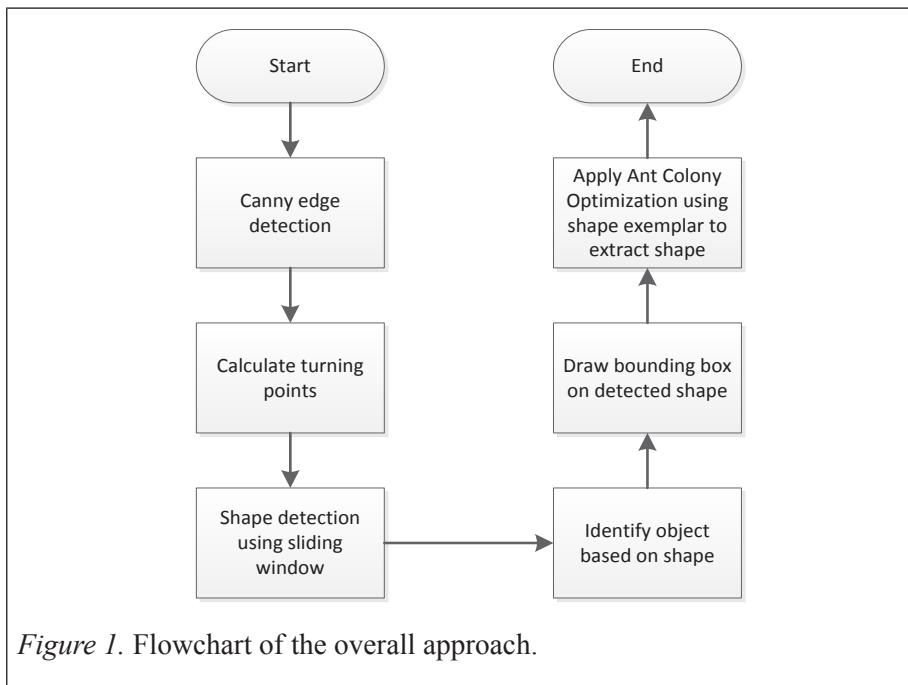 Start
Canny edge
detection
Calculate turning
points
Shape detection
using sliding
window
Identify object
based on shape
Draw bounding box
on detected shape
Apply Ant Colony
Optimization using
shape exemplar to
extract shape
End
Figure 1. Flowchart of the overall approach.